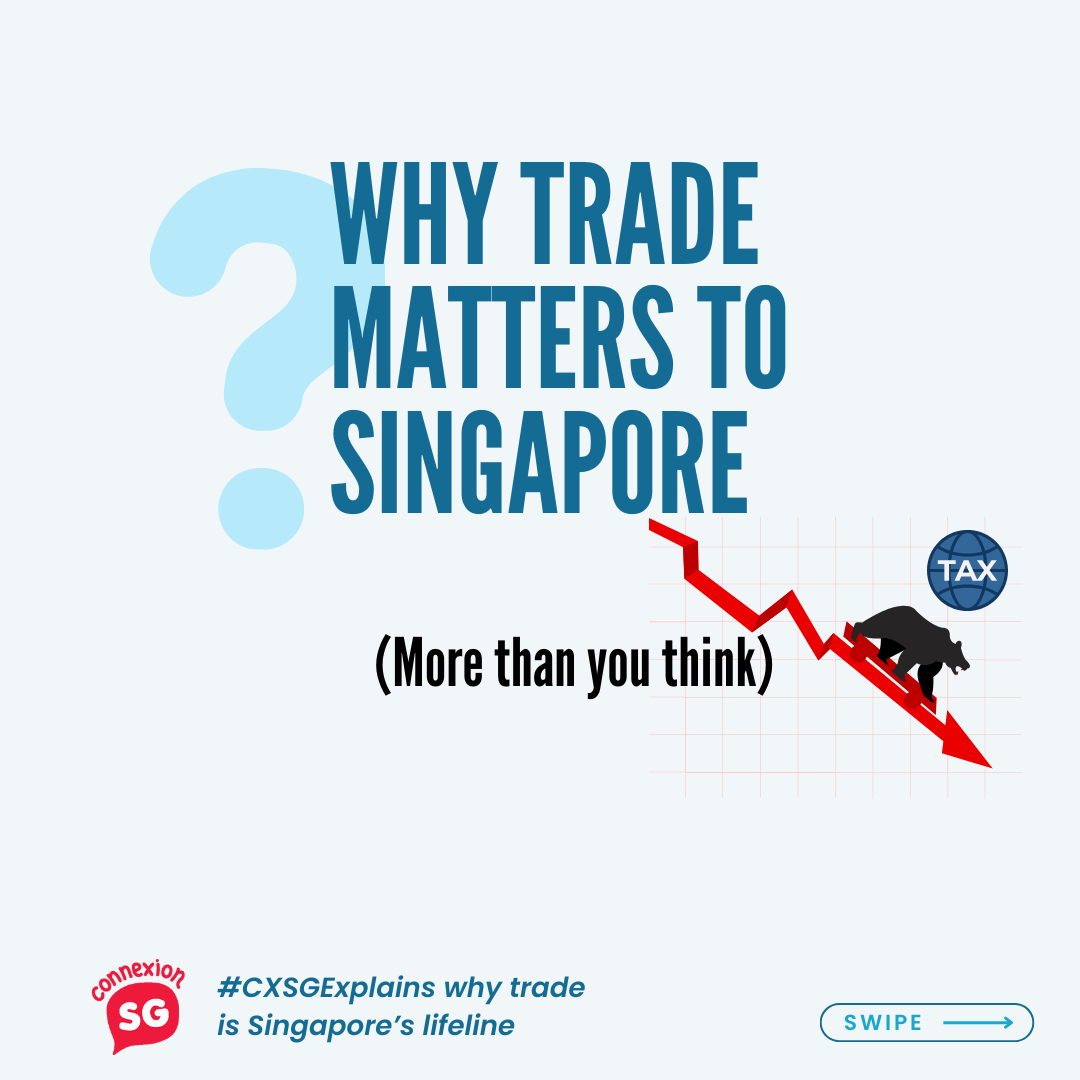 ?
WHY TRADE
MATTERS TO
SINGAPORE
TAX
(More than you think)
connexion
SG
#CXSGExplains why trade
is Singapore’s lifeline
SWIPE